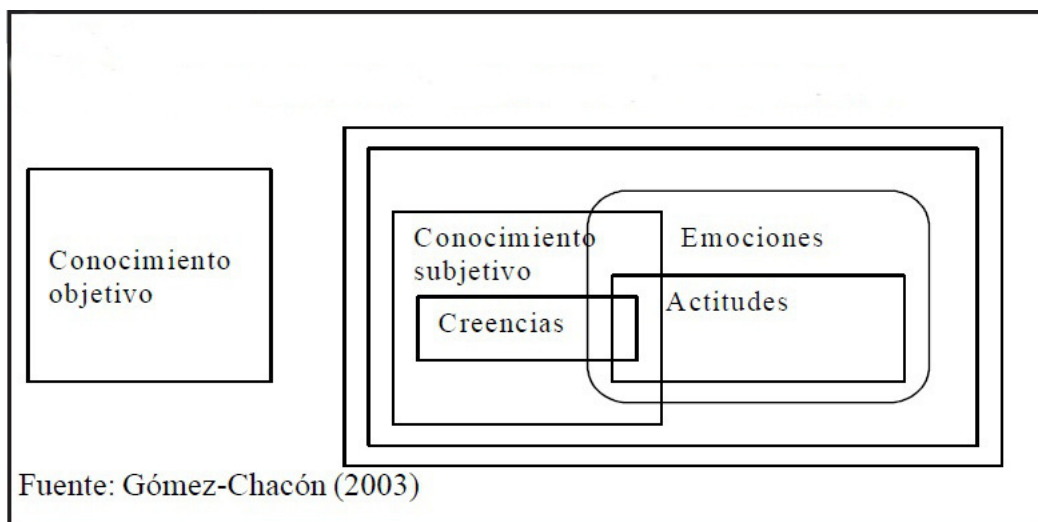 Conocimiento
objetivo
Conocimiento
subjetivo
Creencias
Emociones
Actitudes
Fuente: Gómez-Chacón (2003)